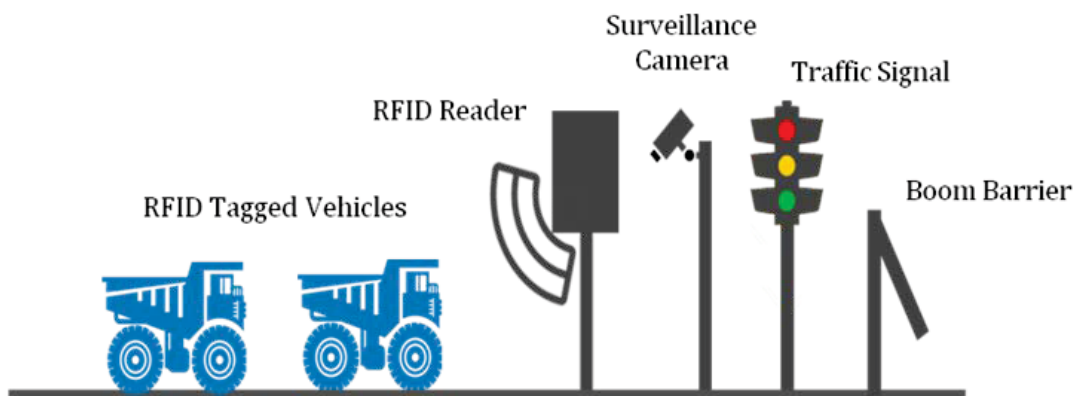 Surveillance
Camera
Traffic Signal
RFID Reader
Boom Barrier
RFID Tagged Vehicles